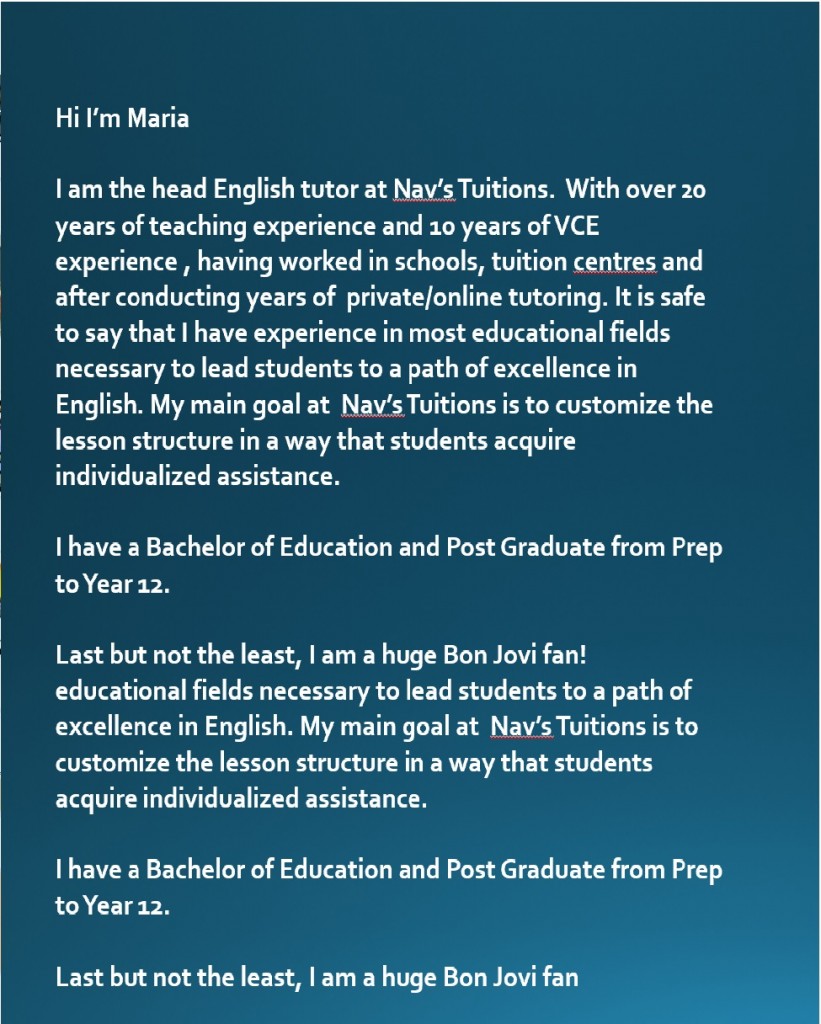 Hi I’m Maria
I am the head English tutor at Nav’s Tuitions.  With over 20
years of teaching experience and 10 years of VCE
experience , having worked in schools, tuition centres and
after conducting years of  private/online tutoring. It is safe
to say that I have experience in most educational fields
necessary to lead students to a path of excellence in
English. My main goal at  Nav’s Tuitions is to customize the
lesson structure in a way that students acquire
individualized assistance.
I have a Bachelor of Education and Post Graduate from Prep
to Year 12.
Last but not the least, I am a huge Bon Jovi fan!
educational fields necessary to lead students to a path of
excellence in English. My main goal at  Nav’s Tuitions is to
customize the lesson structure in a way that students
acquire individualized assistance.
I have a Bachelor of Education and Post Graduate from Prep
to Year 12.
Last but not the least, I am a huge Bon Jovi fan